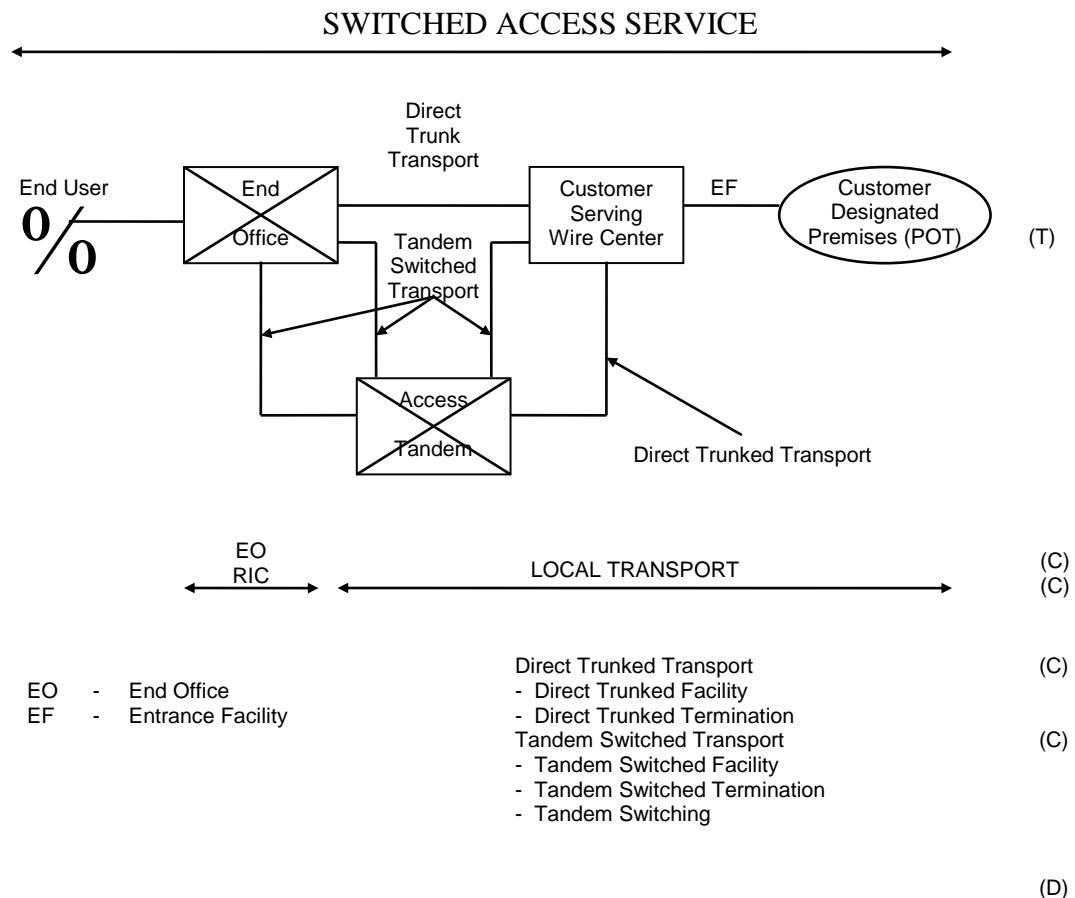 SWITCHED ACCESS SERVICE
Direct
Trunk
Transport
End User
End
Office
Customer
Serving
Wire Center
EF
Customer
Designated
Premises (POT)
(T)
Tandem
Switched
Transport
Access
Tandem
Direct Trunked Transport
EO
RIC
LOCAL TRANSPORT
(C)
(C)
Direct Trunked Transport (C)
EO - End Office
- Direct Trunked Facility
EF - Entrance Facility
- Direct Trunked Termination
Tandem Switched Transport (C)
- Tandem Switched Facility
- Tandem Switched Termination
- Tandem Switching
(D)